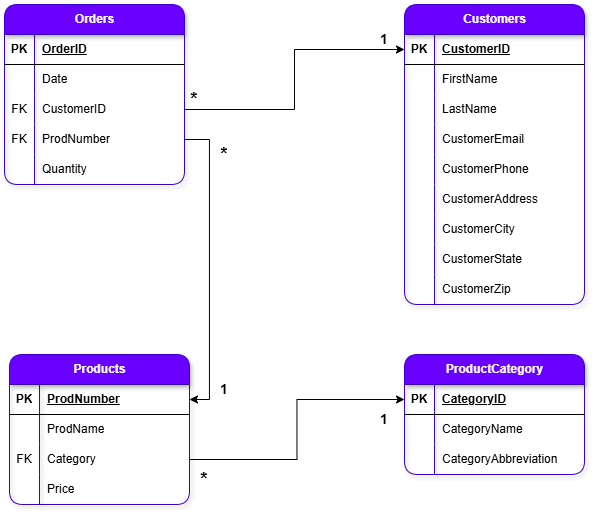 Orders
PK OrderID
Date
FK CustomerID
FK ProdNumber
Quantity
*
*
1
Customers
PK CustomerID
FirstName
LastName
CustomerEmail
CustomerPhone
CustomerAddress
CustomerCity
CustomerState
CustomerZip
Products
PK ProdNumber
ProdName
FK Category
Price
1
*
1
ProductCategory
PK CategoryID
CategoryName
CategoryAbbreviation